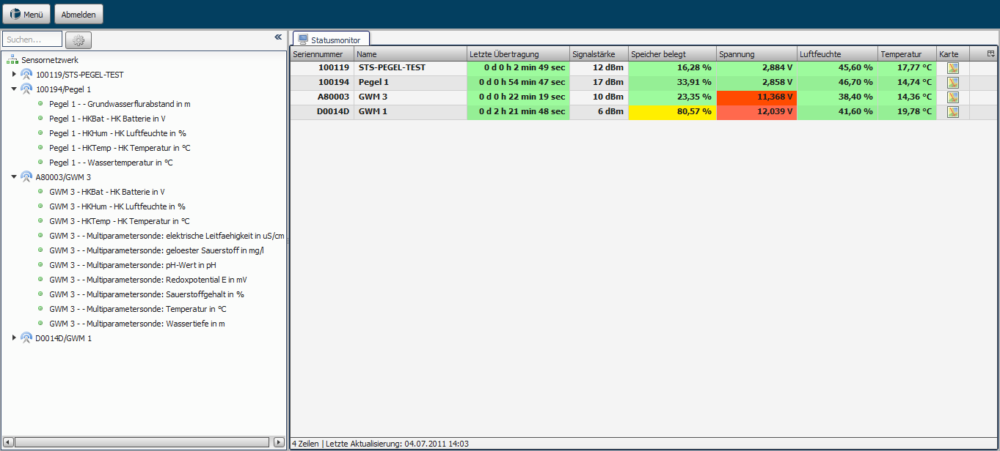 Menü Abmelden
Suchen...
Sensornetzwerk
100119/STS-PEGEL-TEST
100194/Pegel 1
Pegel 1 - - Grundwasserflurabstand in m
Pegel 1 - HKBat - HK Batterie in V
Pegel 1 - HKHum - HK Luftfeuchte in %
Pegel 1 - HKTemp - HK Temperatur in °C
Pegel 1 - - Wassertemperatur in °C
A80003/GWM 3
GWM 3 - HKBat - HK Batterie in V
GWM 3 - HKHum - HK Luftfeuchte in %
GWM 3 - HKTemp - HK Temperatur in °C
GWM 3 - - Multiparametersonde: elektrische Leitfaehigkeit in uS/cm
GWM 3 - - Multiparametersonde: geloester Sauerstoff in mg/l
GWM 3 - - Multiparametersonde: pH-Wert in pH
GWM 3 - - Multiparametersonde: Redoxpotential E in mV
GWM 3 - - Multiparametersonde: Sauerstoffgehalt in %
GWM 3 - - Multiparametersonde: Temperatur in °C
GWM 3 - - Multiparametersonde: Wassertiefe in m
D0014D/GWM 1
Statusmonitor
Seriennummer Name Letzte Übertragung Signalstärke Speicher belegt Spannung Luftfeuchte Temperatur Karte
100119 STS-PEGEL-TEST 0 d 0 h 2 min 49 sec 12 dBm 16,28 % 2,884 V 45,60 % 17,77 °C
100194 Pegel 1 0 d 0 h 54 min 47 sec 17 dBm 33,91 % 2,858 V 46,70 % 14,74 °C
A80003 GWM 3 0 d 0 h 22 min 19 sec 10 dBm 23,35 % 11,368 V 38,40 % 14,36 °C
D0014D GWM 1 0 d 2 h 21 min 48 sec 6 dBm 80,57 % 12,039 V 41,60 % 19,78 °C
4 Zeilen | Letzte Aktualisierung: 04.07.2011 14:03